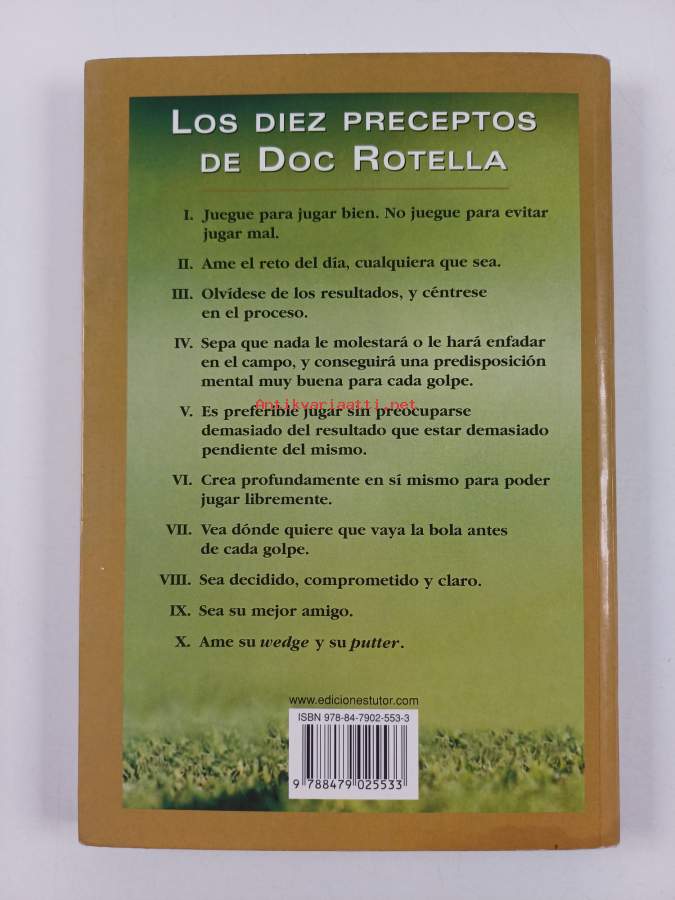 LOS DIEZ PRECEPTOS
DE DOC ROTELLA
I. Juegue para jugar bien. No juegue para evitar
jugar mal.
II. Ame el reto del día, cualquiera que sea.
III. Olvídese de los resultados, y céntrese
en el proceso.
IV. Sepa que nada le molestará o le hará enfadar
en el campo, y conseguirá una predisposición
mental muy buena para cada golpe.
Antikvariaatti.net
V. Es preferible jugar sin preocuparse
demasiado del resultado que estar demasiado
pendiente del mismo.
VI. Crea profundamente en sí mismo para poder
jugar libremente.
VII. Vea dónde quiere que vaya la bola antes
de cada golpe.
VIII. Sea decidido, comprometido y claro.
IX. Sea su mejor amigo.
X. Ame su wedge y su putter.
www.edicionestutor.com
ISBN 978-84-7902-553-3
9 788479 025533